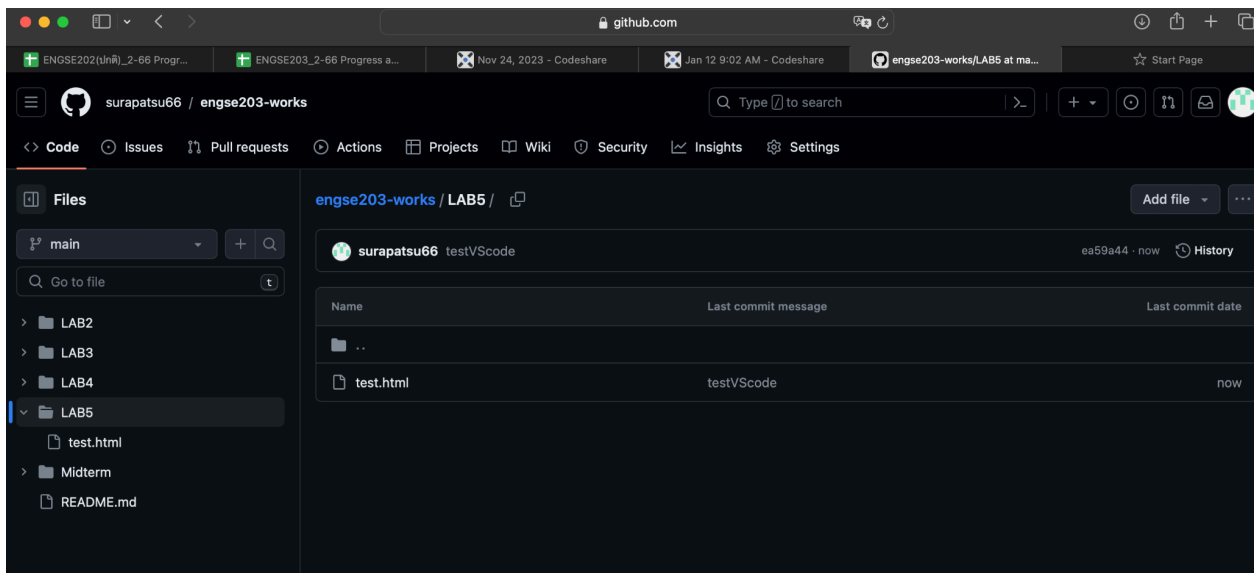 github.com
ENGSE202(ปกติ)_2-66 Progr...
ENGSE203_2-66 Progress a...
Nov 24, 2023 - Codeshare
Jan 12 9:02 AM - Codeshare
engse203-works/LAB5 at ma...
Start Page
surapatsu66 / engse203-works
Type / to search
Code Issues Pull requests Actions Projects Wiki Security Insights Settings
Files
main
Go to file t
LAB2
LAB3
LAB4
LAB5
test.html
Midterm
README.md
engse203-works / LAB5 /
Add file
surapatsu66 testVScode
ea59a44 · now History
Name Last commit message Last commit date
..
test.html testVScode now